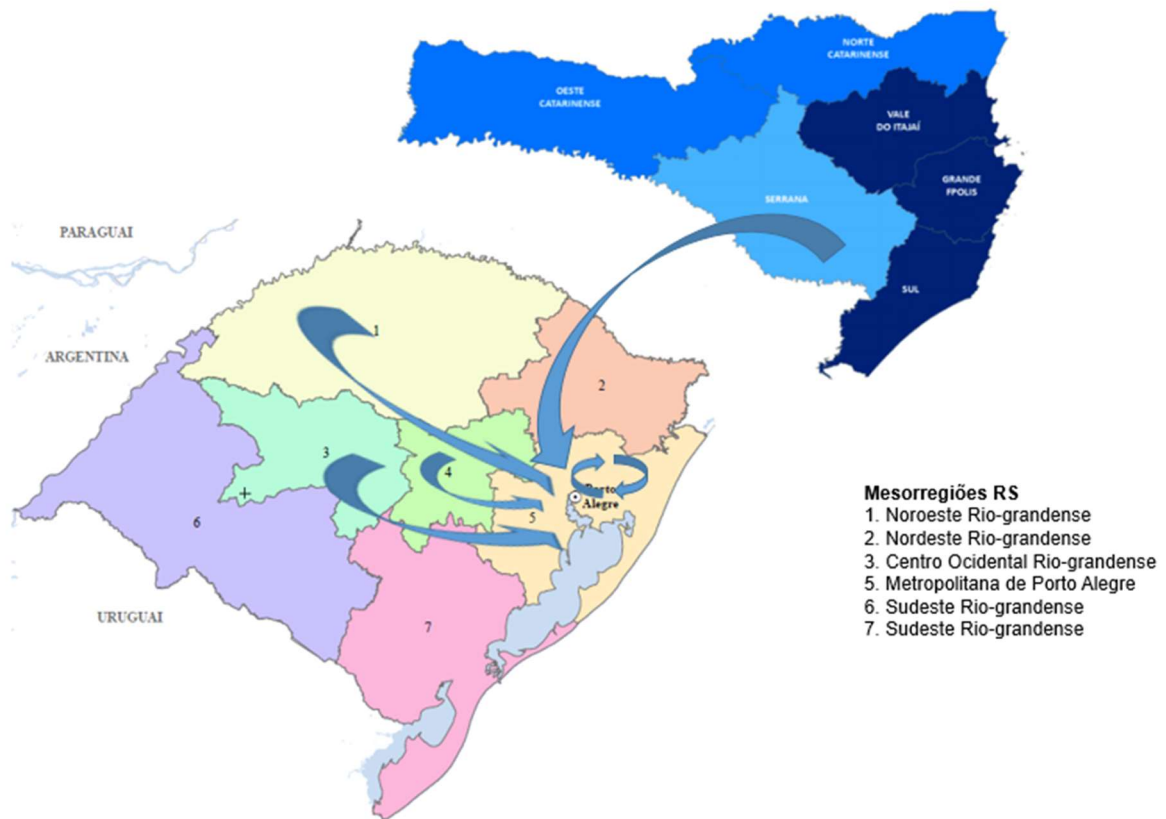 NORTE
CATARINENSE
OESTE
CATARINENSE
VALE
DO ITAJAÍ
GRANDE
FPOLIS
SERRANA
SUL
PARAGUAI
ARGENTINA
URUGUAI
1
2
3
4
5
6
7
Porto
Alegre
Mesorregiões RS
1. Noroeste Rio-grandense
2. Nordeste Rio-grandense
3. Centro Ocidental Rio-grandense
5. Metropolitana de Porto Alegre
6. Sudeste Rio-grandense
7. Sudeste Rio-grandense